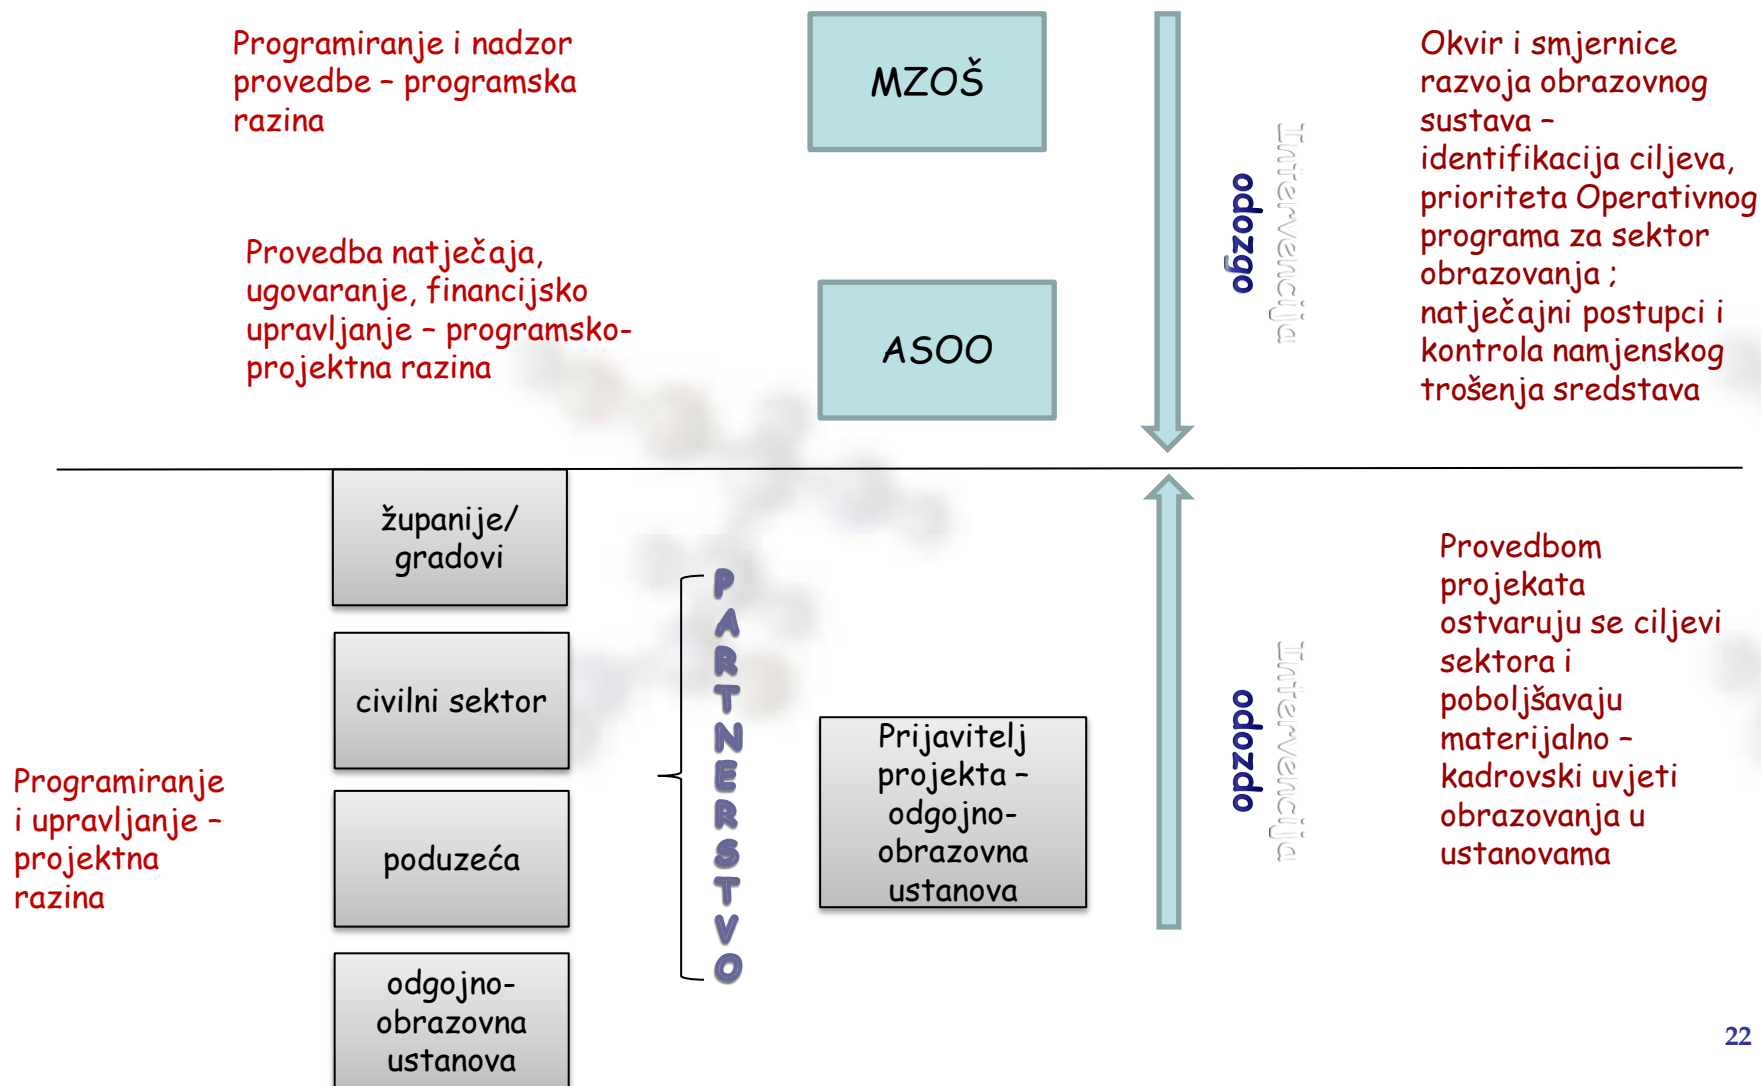 Programiranje i nadzor
provedbe – programska
razina
MZOŠ
Okvir i smjernice
razvoja obrazovnog
sustava –
identifikacija ciljeva,
prioriteta Operativnog
programa za sektor
obrazovanja ;
natječajni postupci i
kontrola namjenskog
trošenja sredstava
Intervencija
odozgo
Provedba natječaja,
ugovaranje, financijsko
upravljanje – programsko-
projektna razina
ASOO
županije/
gradovi
civilni sektor
poduzeća
odgojno-
obrazovna
ustanova
Programiranje
i upravljanje –
projektna
razina
PARTNERSTVO
Prijavitelj
projekta –
odgojno-
obrazovna
ustanova
Intervencija
odozdo
Provedbom
projekata
ostvaruju se ciljevi
sektora i
poboljšavaju
materijalno –
kadrovski uvjeti
obrazovanja u
ustanovama
22